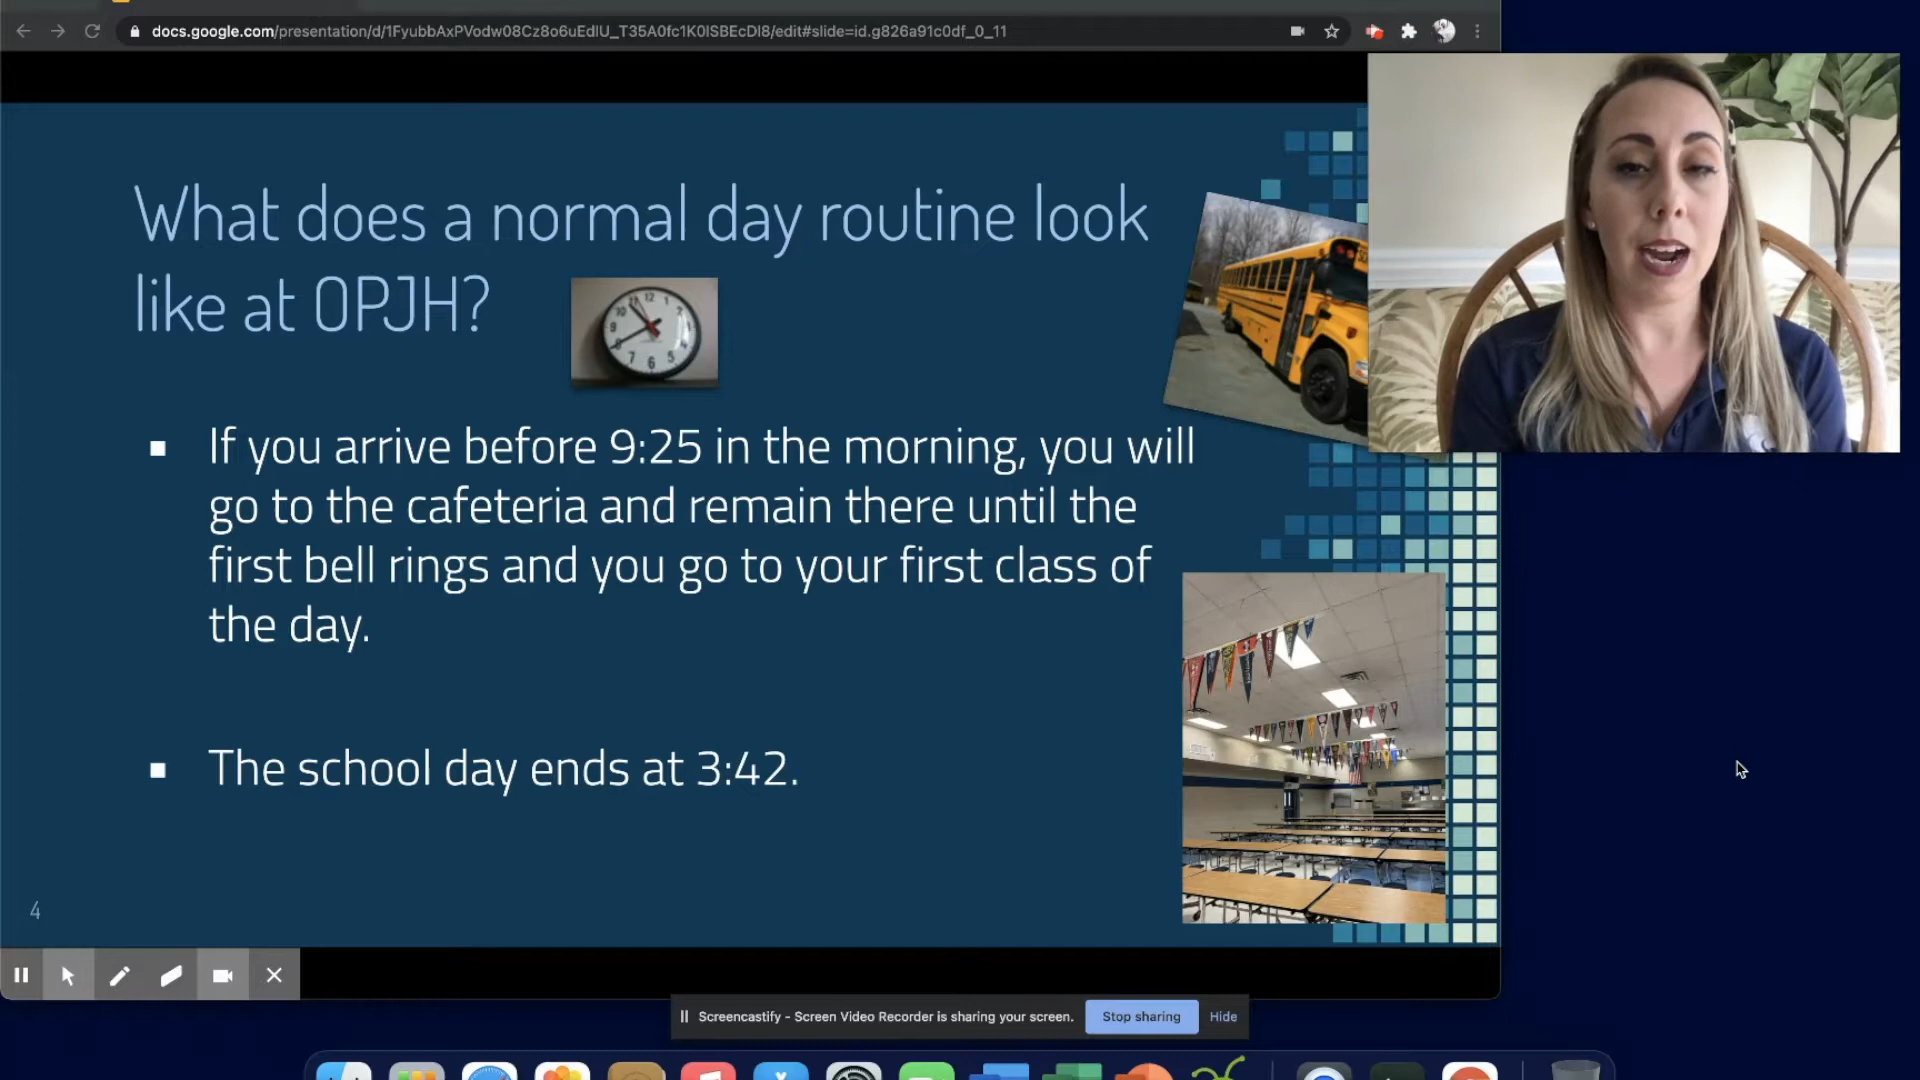 docs.google.com/presentation/d/1FyubbAxPVodw08Cz8o6uEdIU_T35A0fc1K0ISBEcDI8/edit#slide=id.g826a91c0df_0_11
What does a normal day routine look
like at OPJH?
If you arrive before 9:25 in the morning, you will
go to the cafeteria and remain there until the
first bell rings and you go to your first class of
the day.
The school day ends at 3:42.
4
Screencastify - Screen Video Recorder is sharing your screen.
Stop sharing
Hide